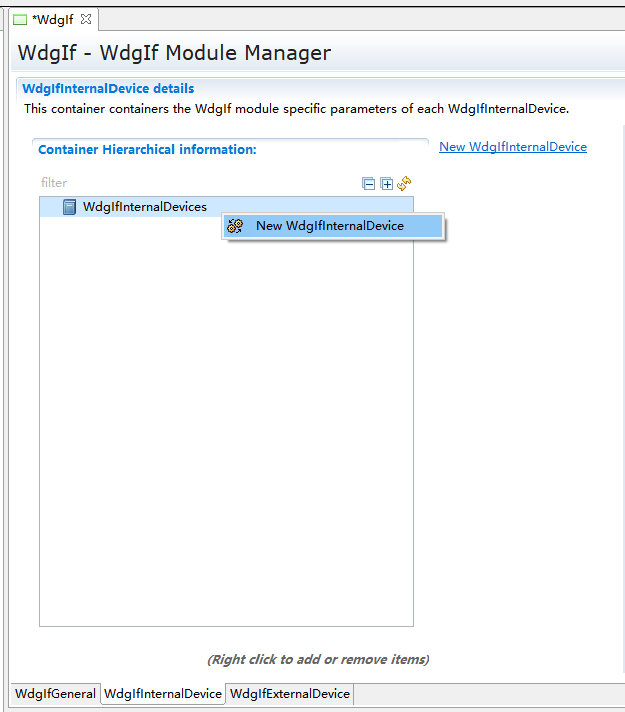 *WdgIf
WdgIf - WdgIf Module Manager
WdgIfInternalDevice details
This container containers the WdgIf module specific parameters of each WdgIfInternalDevice.
Container Hierarchical information:
New WdgIfInternalDevice
filter
WdgIfInternalDevices
New WdgIfInternalDevice
(Right click to add or remove items)
WdgIfGeneral WdgIfInternalDevice WdgIfExternalDevice